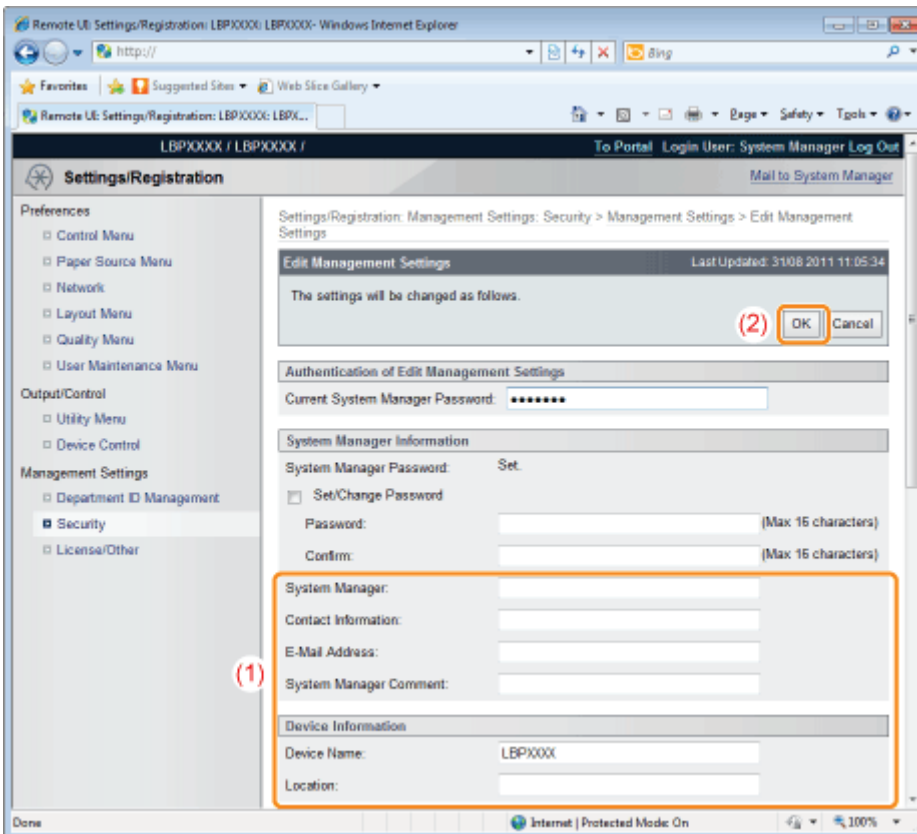 Remote UI: Settings/Registration: LBPXXXX: LBPXXXX- Windows Internet Explorer
http://
Bing
Favorites Suggested Sites Web Slice Gallery
Remote UI: Settings/Registration: LBPXXXX: LBPX...
Page Safety Tools
LBPXXXX / LBPXXXX /
To Portal Login User: System Manager Log Out
Settings/Registration
Mail to System Manager
Preferences
Control Menu
Paper Source Menu
Network
Layout Menu
Quality Menu
User Maintenance Menu
Output/Control
Utility Menu
Device Control
Management Settings
Department ID Management
Security
License/Other
Settings/Registration: Management Settings: Security > Management Settings > Edit Management
Settings
Edit Management Settings Last Updated: 31/08 2011 11:05:34
The settings will be changed as follows.
(2) OK Cancel
Authentication of Edit Management Settings
Current System Manager Password: •••••••
System Manager Information
System Manager Password: Set.
Set/Change Password
Password: (Max 16 characters)
Confirm: (Max 16 characters)
(1)
System Manager:
Contact Information:
E-Mail Address:
System Manager Comment:
Device Information
Device Name: LBPXXXX
Location:
Done Internet | Protected Mode: On 100%